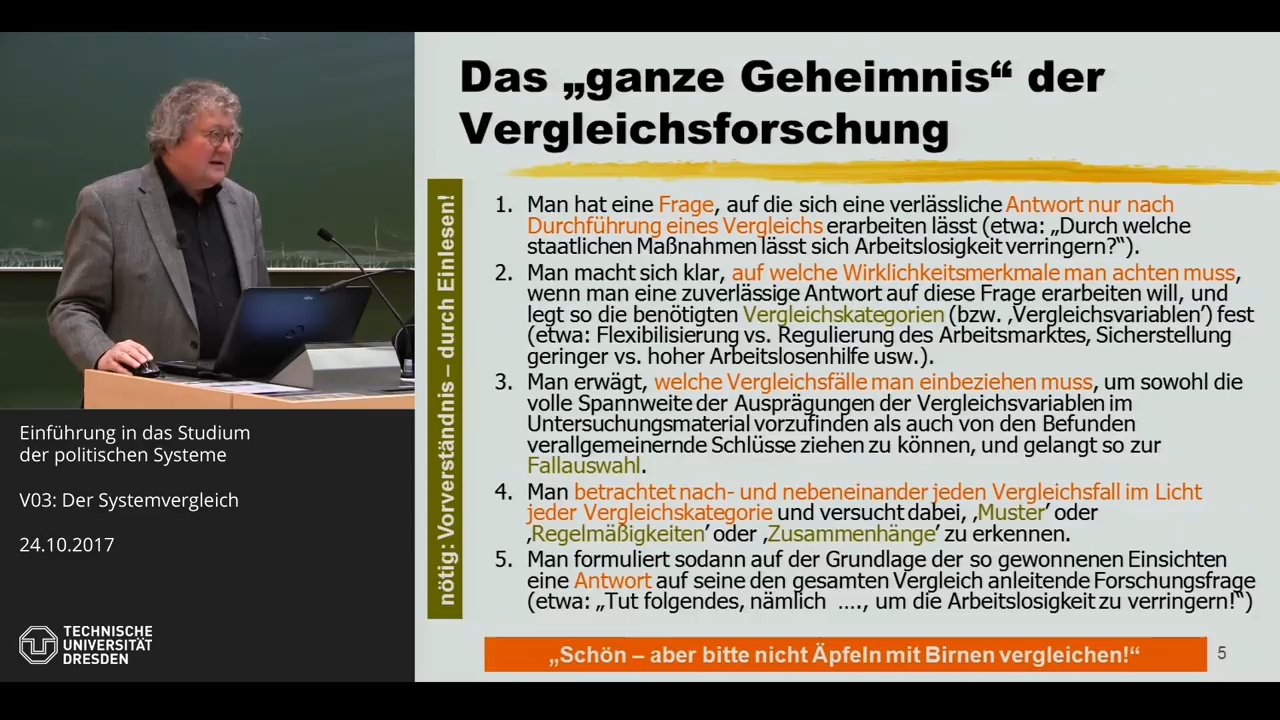 Das „ganze Geheimnis“ der
Vergleichsforschung
nötig: Vorverständnis – durch Einlesen!
1. Man hat eine Frage, auf die sich eine verlässliche Antwort nur nach
Durchführung eines Vergleichs erarbeiten lässt (etwa: „Durch welche
staatlichen Maßnahmen lässt sich Arbeitslosigkeit verringern?“).
2. Man macht sich klar, auf welche Wirklichkeitsmerkmale man achten muss,
wenn man eine zuverlässige Antwort auf diese Frage erarbeiten will, und
legt so die benötigten Vergleichskategorien (bzw. ‚Vergleichsvariablen’) fest
(etwa: Flexibilisierung vs. Regulierung des Arbeitsmarktes, Sicherstellung
geringer vs. hoher Arbeitslosenhilfe usw.).
3. Man erwägt, welche Vergleichsfälle man einbeziehen muss, um sowohl die
volle Spannweite der Ausprägungen der Vergleichsvariablen im
Untersuchungsmaterial vorzufinden als auch von den Befunden
verallgemeinernde Schlüsse ziehen zu können, und gelangt so zur
Fallauswahl.
4. Man betrachtet nach- und nebeneinander jeden Vergleichsfall im Licht
jeder Vergleichskategorie und versucht dabei, ‚Muster’ oder
‚Regelmäßigkeiten’ oder ‚Zusammenhänge’ zu erkennen.
5. Man formuliert sodann auf der Grundlage der so gewonnenen Einsichten
eine Antwort auf seine den gesamten Vergleich anleitende Forschungsfrage
(etwa: „Tut folgendes, nämlich …., um die Arbeitslosigkeit zu verringern!“)
„Schön – aber bitte nicht Äpfeln mit Birnen vergleichen!“
5
Einführung in das Studium
der politischen Systeme
V03: Der Systemvergleich
24.10.2017
TECHNISCHE
UNIVERSITÄT
DRESDEN